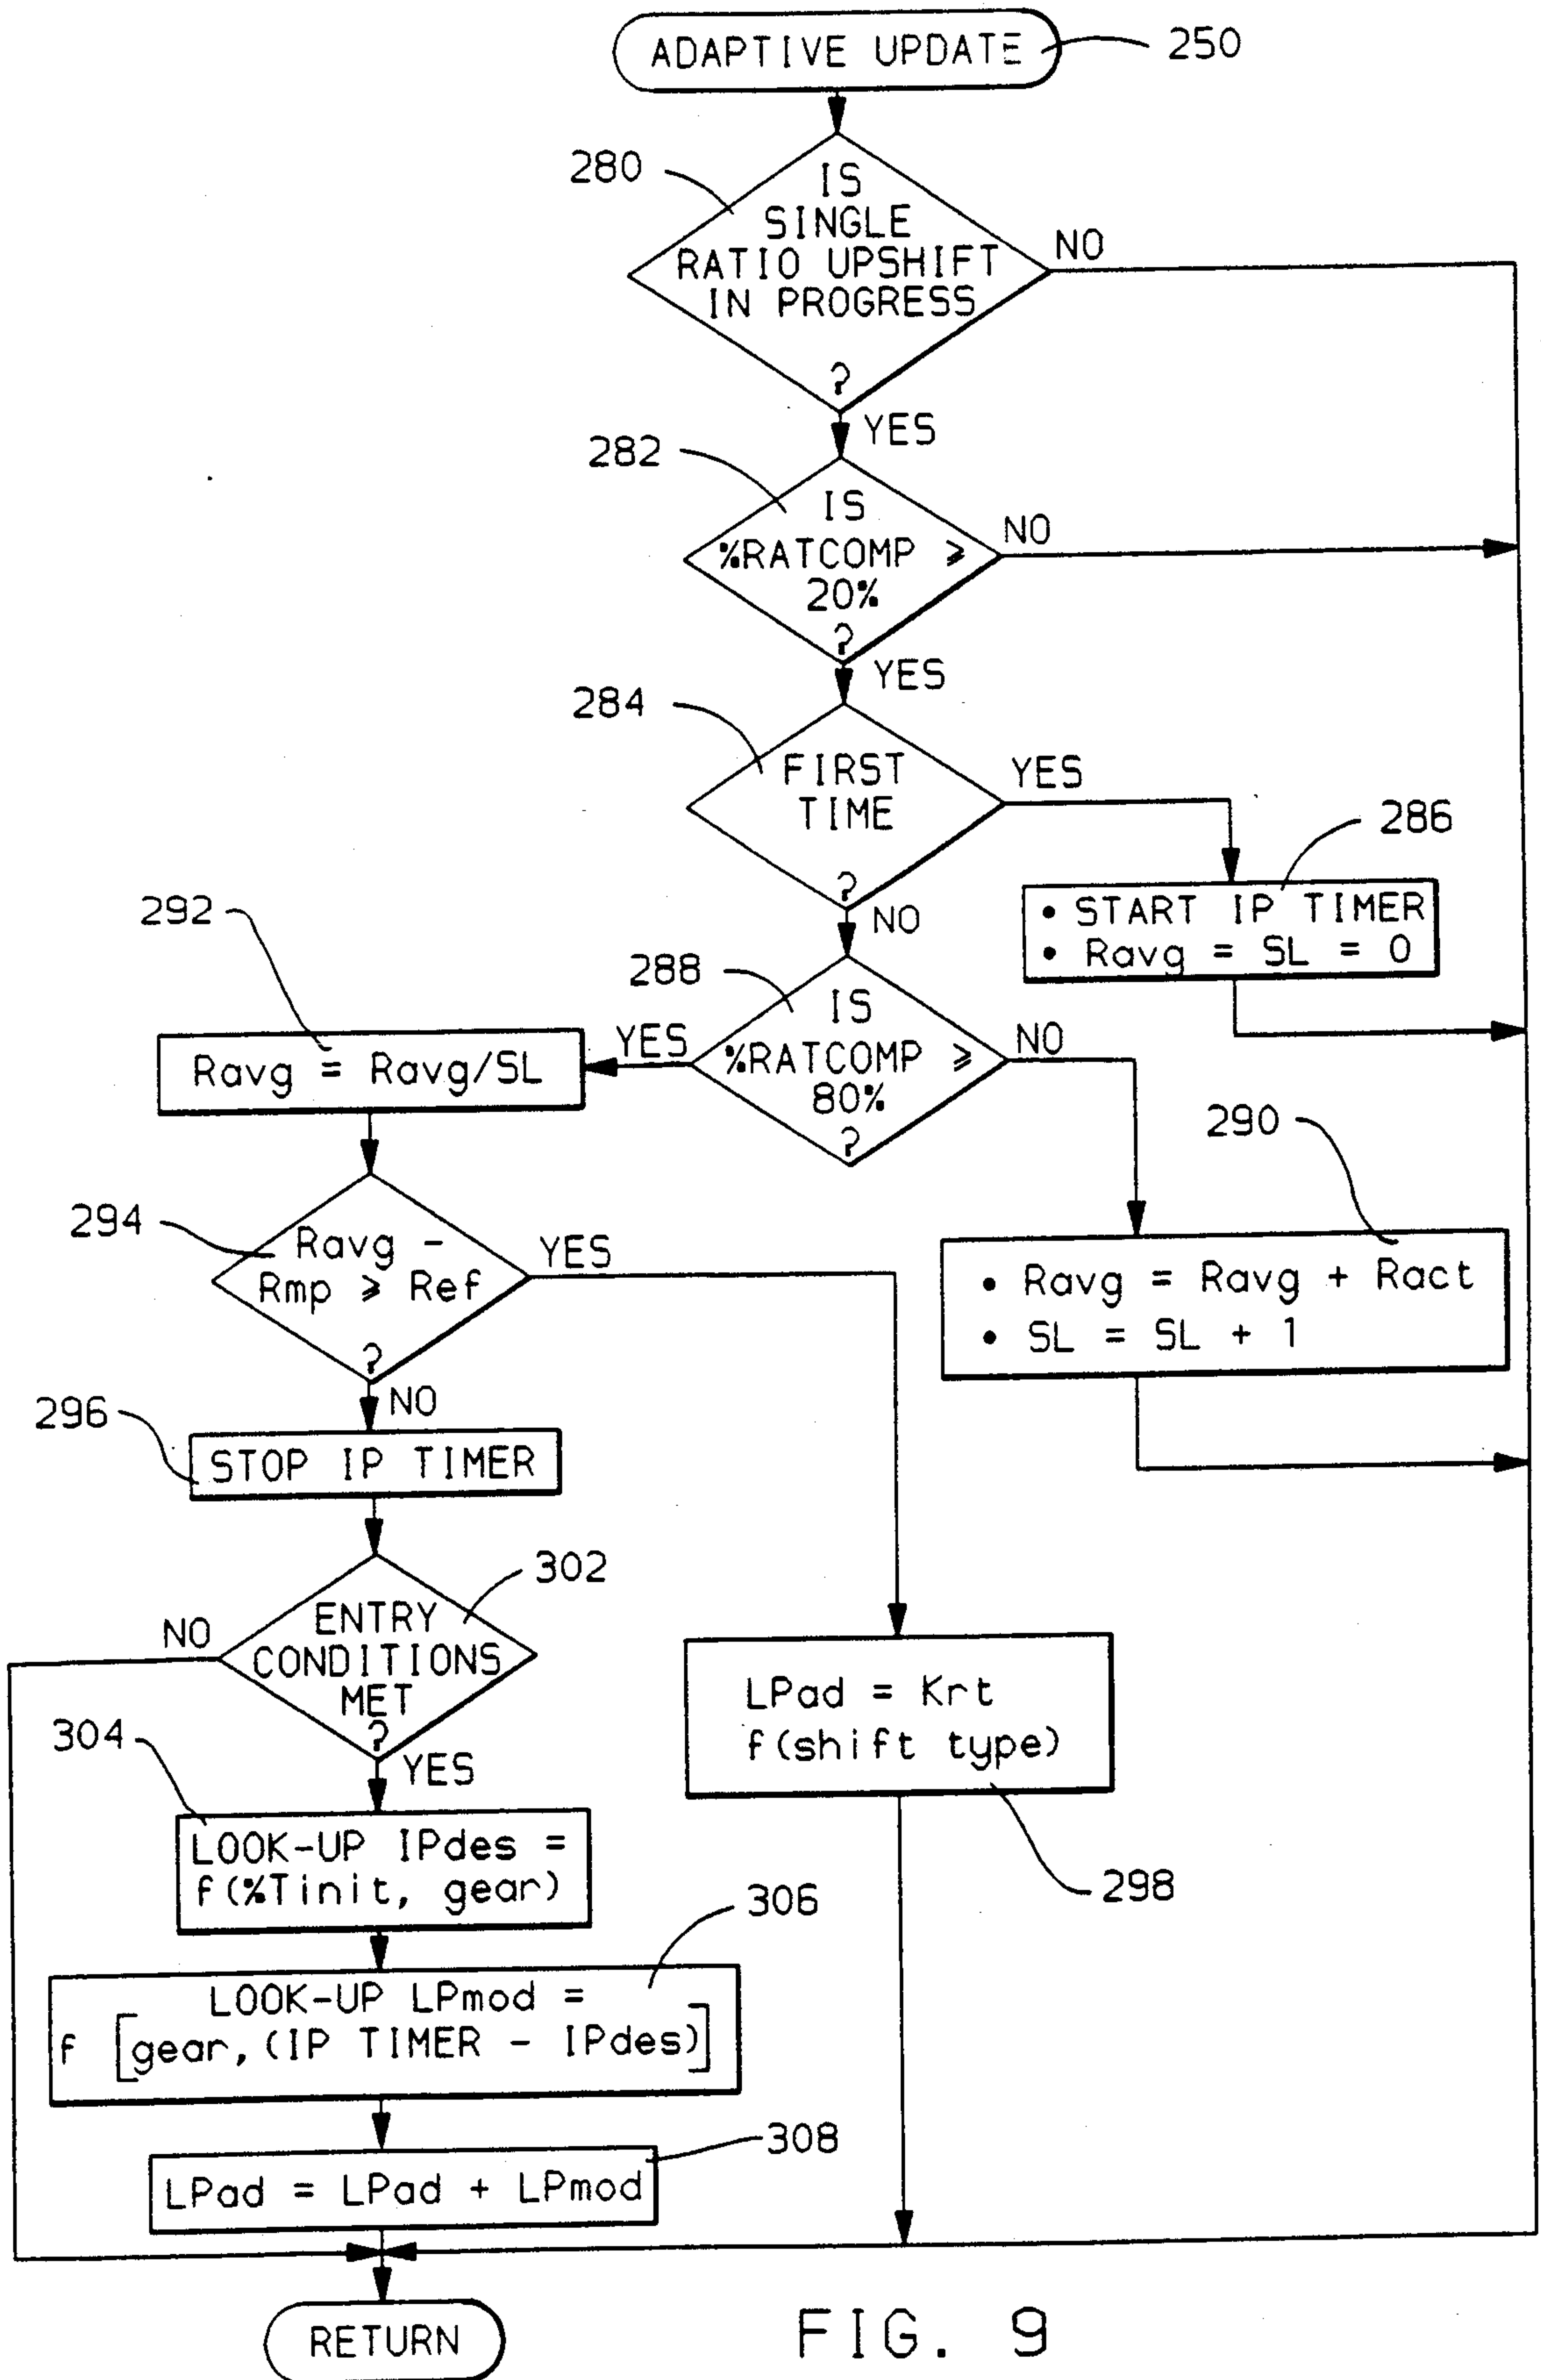 ADAPTIVE UPDATE
250
280
IS
SINGLE
RATIO UPSHIFT
IN PROGRESS
?
NO
YES
282
IS
%RATCOMP ⩾
20%
?
NO
YES
284
FIRST
TIME
?
YES
NO
286
• START IP TIMER
• Ravg = SL = 0
288
IS
%RATCOMP ⩾
80%
?
YES
NO
292
Ravg = Ravg/SL
290
• Ravg = Ravg + Ract
• SL = SL + 1
294
Ravg -
Rmp ⩾ Ref
?
YES
NO
296
STOP IP TIMER
302
ENTRY
CONDITIONS
MET
?
NO
YES
LPad = Krt
f(shift type)
298
304
LOOK-UP IPdes =
f(%Tinit, gear)
306
LOOK-UP LPmod =
f [gear,(IP TIMER - IPdes)]
308
LPad = LPad + LPmod
RETURN
FIG. 9